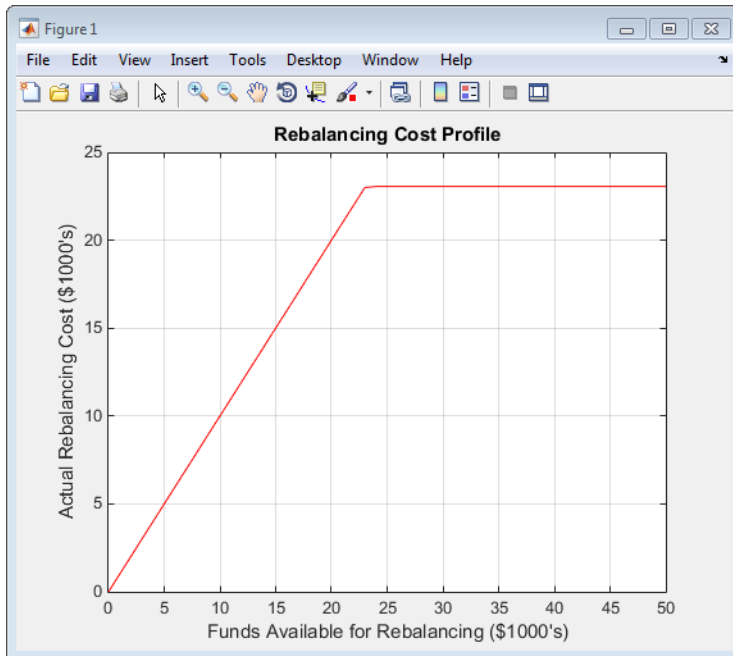 Figure 1
File Edit View Insert Tools Desktop Window Help
Rebalancing Cost Profile
25
20
15
10
5
0
Actual Rebalancing Cost ($1000's)
0 5 10 15 20 25 30 35 40 45 50
Funds Available for Rebalancing ($1000's)